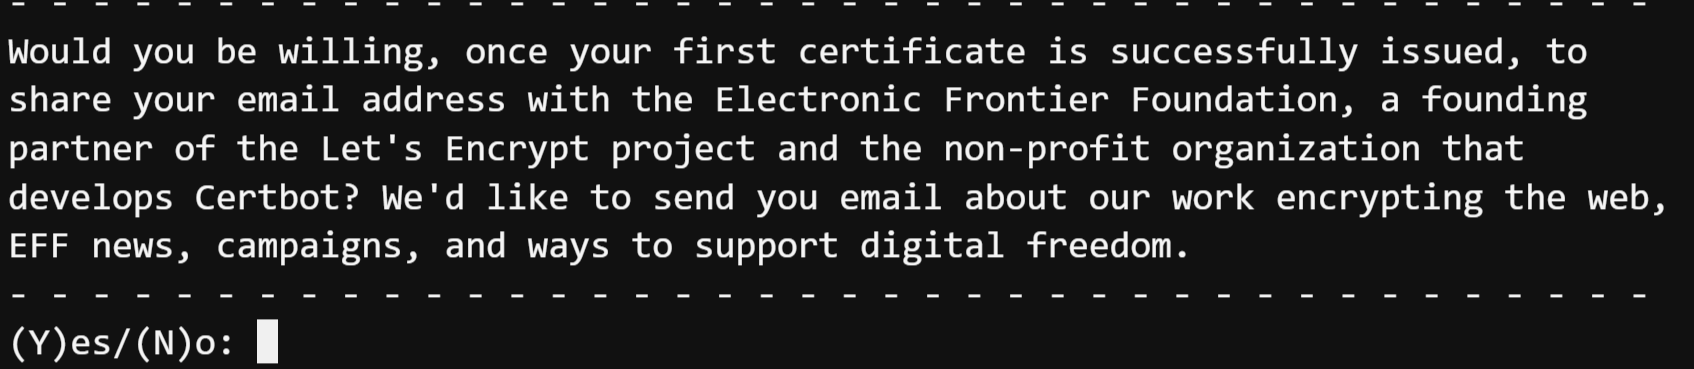 - - - - - - - - - - - - - - - - - - - - - - - - - - - - - - - - - - - - - - - -
Would you be willing, once your first certificate is successfully issued, to
share your email address with the Electronic Frontier Foundation, a founding
partner of the Let's Encrypt project and the non-profit organization that
develops Certbot? We'd like to send you email about our work encrypting the web,
EFF news, campaigns, and ways to support digital freedom.
- - - - - - - - - - - - - - - - - - - - - - - - - - - - - - - - - - - - - - - -
(Y)es/(N)o: